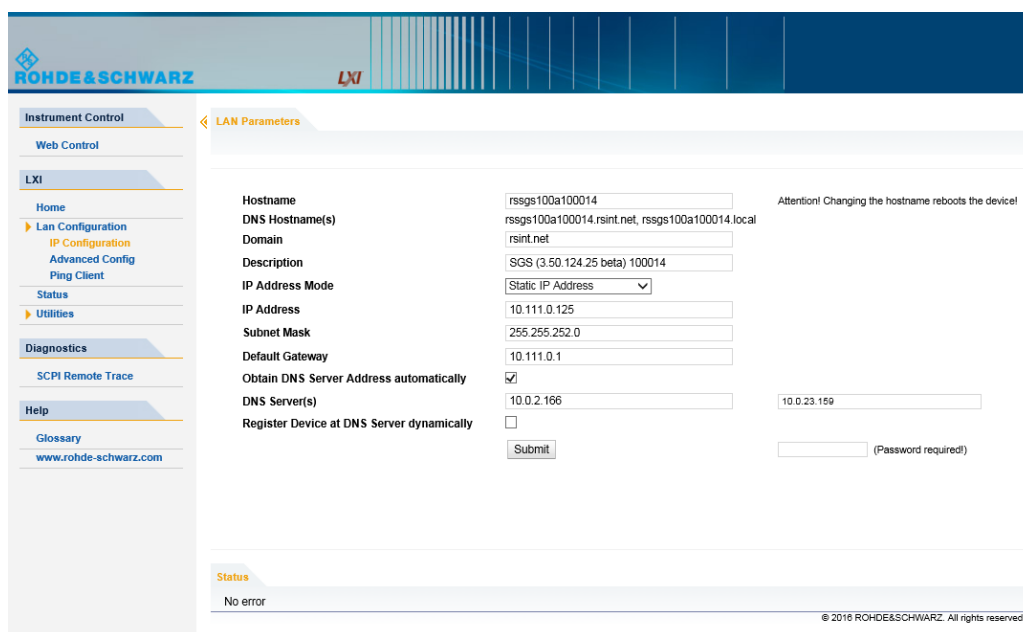 ROHDE&SCHWARZ
LXI
Instrument Control
Web Control
LXI
Home
Lan Configuration
IP Configuration
Advanced Config
Ping Client
Status
Utilities
Diagnostics
SCPI Remote Trace
Help
Glossary
www.rohde-schwarz.com
LAN Parameters
Hostname rssgs100a100014 Attention! Changing the hostname reboots the device!
DNS Hostname(s) rssgs100a100014.rsint.net, rssgs100a100014.local
Domain rsint.net
Description SGS (3.50.124.25 beta) 100014
IP Address Mode Static IP Address
IP Address 10.111.0.125
Subnet Mask 255.255.252.0
Default Gateway 10.111.0.1
Obtain DNS Server Address automatically
DNS Server(s) 10.0.2.166 10.0.23.159
Register Device at DNS Server dynamically
Submit (Password required!)
Status
No error
© 2016 ROHDE&SCHWARZ. All rights reserved